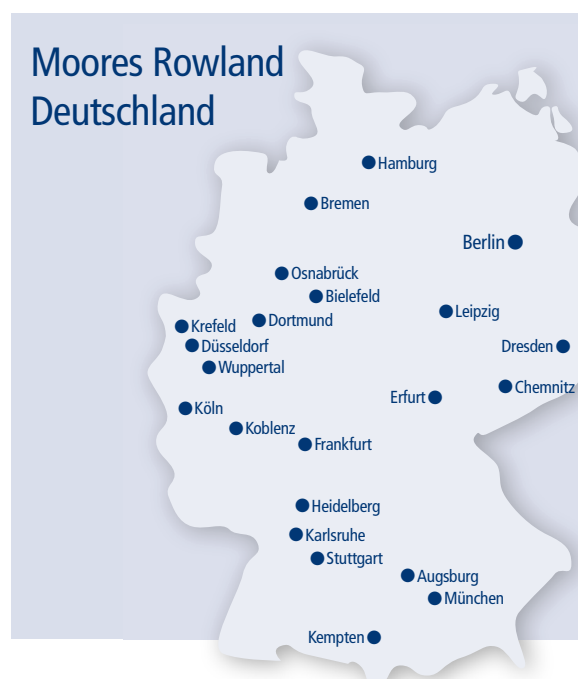 Moores Rowland
Deutschland
Hamburg
Bremen
Berlin
Osnabrück
Bielefeld
Leipzig
Dortmund
Krefeld
Düsseldorf
Dresden
Wuppertal
Chemnitz
Erfurt
Köln
Koblenz
Frankfurt
Heidelberg
Karlsruhe
Stuttgart
Augsburg
München
Kempten